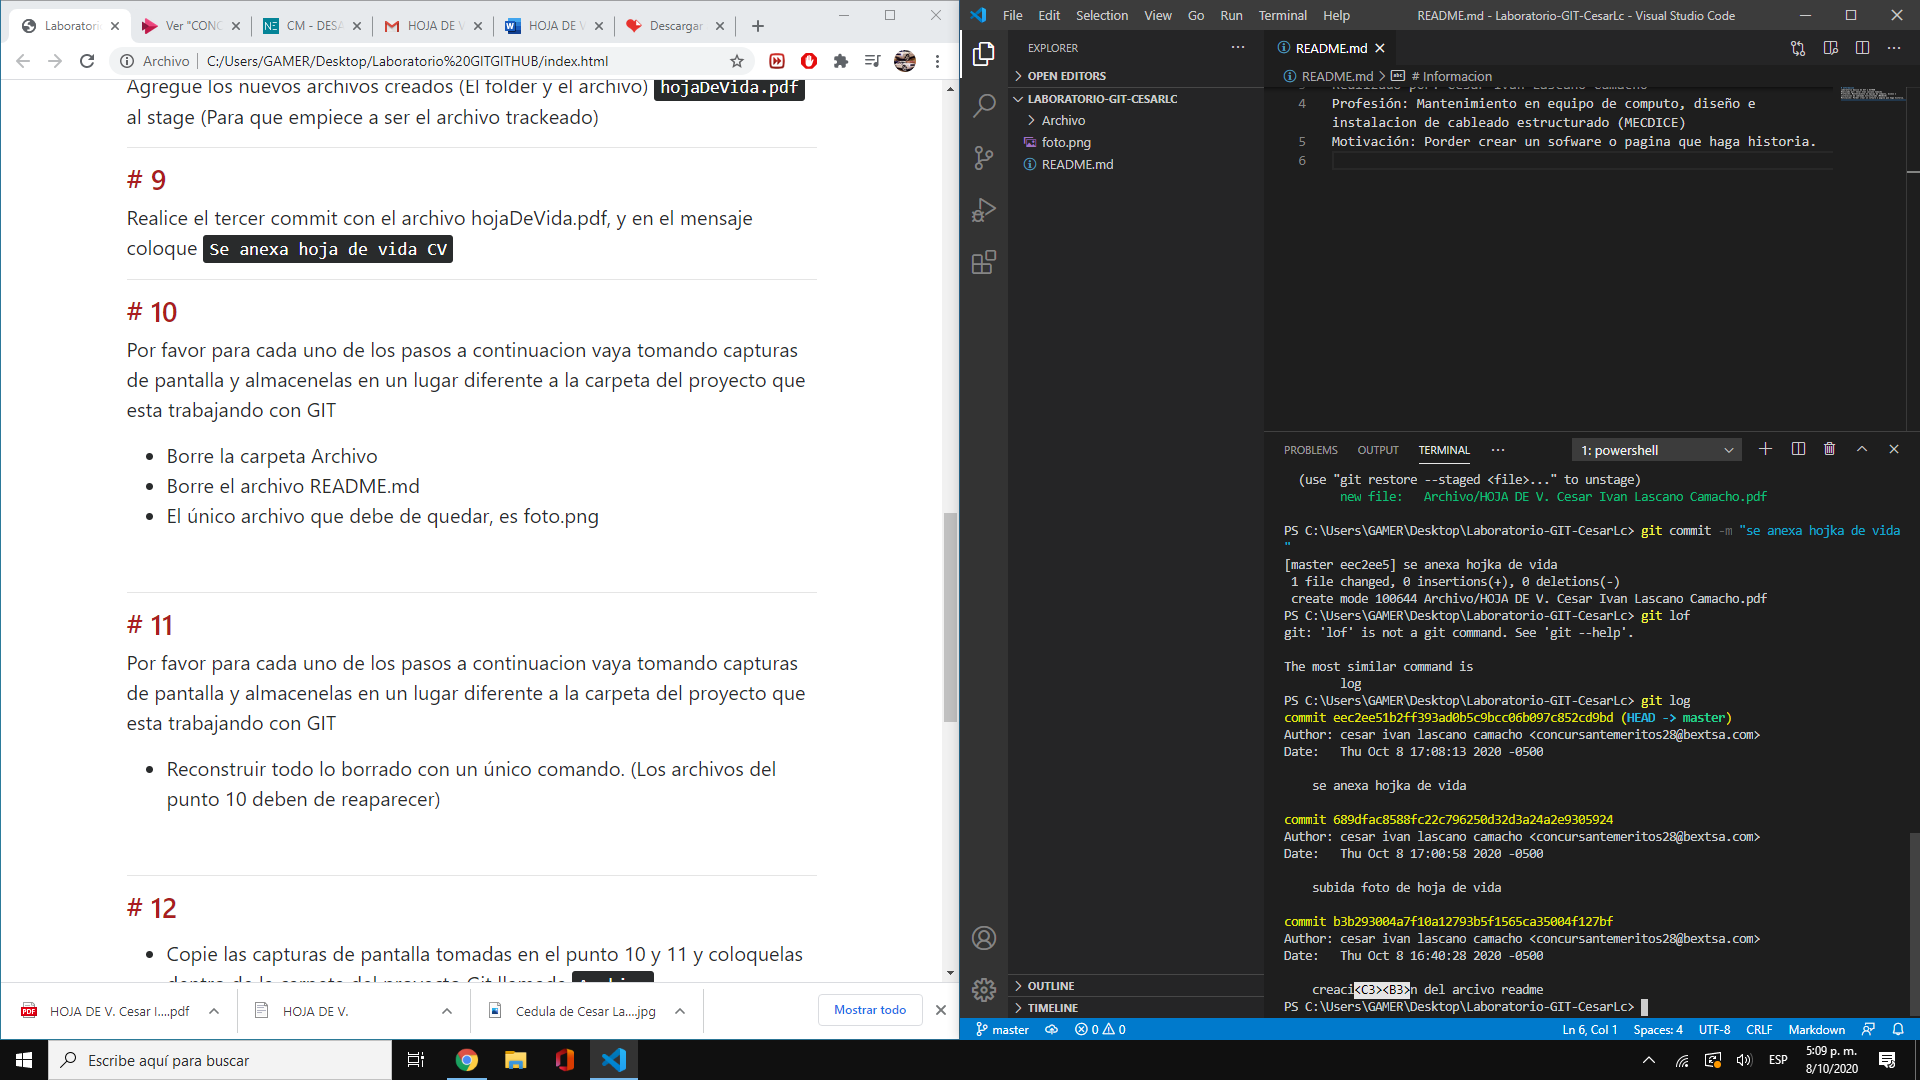 Laboratorio
Ver "CONC
CM - DESA
HOJA DE V
HOJA DE V
Descargar
Archivo
C:/Users/GAMER/Desktop/Laboratorio%20GITGITHUB/index.html
Agregue los nuevos archivos creados (El folder y el archivo) hojaDeVida.pdf
al stage (Para que empiece a ser el archivo trackeado)
# 9
Realice el tercer commit con el archivo hojaDeVida.pdf, y en el mensaje
coloque Se anexa hoja de vida CV
# 10
Por favor para cada uno de los pasos a continuacion vaya tomando capturas
de pantalla y almacenelas en un lugar diferente a la carpeta del proyecto que
esta trabajando con GIT
• Borre la carpeta Archivo
• Borre el archivo README.md
• El único archivo que debe de quedar, es foto.png
# 11
Por favor para cada uno de los pasos a continuacion vaya tomando capturas
de pantalla y almacenelas en un lugar diferente a la carpeta del proyecto que
esta trabajando con GIT
• Reconstruir todo lo borrado con un único comando. (Los archivos del
punto 10 deben de reaparecer)
# 12
• Copie las capturas de pantalla tomadas en el punto 10 y 11 y coloquelas
dentro de la carpeta del proyecto Git llamada
HOJA DE V. Cesar I....pdf
HOJA DE V.
Cedula de Cesar La....jpg
Mostrar todo
File Edit Selection View Go Run Terminal Help
README.md - Laboratorio-GIT-CesarLc - Visual Studio Code
EXPLORER
OPEN EDITORS
LABORATORIO-GIT-CESARLC
Archivo
foto.png
README.md
OUTLINE
TIMELINE
README.md
README.md > # Informacion
Realizado por: Cesar Ivan Lascano Camacho
4 Profesión: Mantenimiento en equipo de computo, diseño e
instalacion de cableado estructurado (MECDICE)
5 Motivación: Porder crear un sofware o pagina que haga historia.
6
PROBLEMS OUTPUT TERMINAL ··· 1: powershell
(use "git restore --staged <file>..." to unstage)
new file: Archivo/HOJA DE V. Cesar Ivan Lascano Camacho.pdf
PS C:\Users\GAMER\Desktop\Laboratorio-GIT-CesarLc> git commit -m "se anexa hojka de vida
"
[master eec2ee5] se anexa hojka de vida
1 file changed, 0 insertions(+), 0 deletions(-)
create mode 100644 Archivo/HOJA DE V. Cesar Ivan Lascano Camacho.pdf
PS C:\Users\GAMER\Desktop\Laboratorio-GIT-CesarLc> git lof
git: 'lof' is not a git command. See 'git --help'.
The most similar command is
log
PS C:\Users\GAMER\Desktop\Laboratorio-GIT-CesarLc> git log
commit eec2ee51b2ff393ad0b5c9bcc06b097c852cd9bd (HEAD -> master)
Author: cesar ivan lascano camacho <concursantemeritos28@bextsa.com>
Date: Thu Oct 8 17:08:13 2020 -0500
se anexa hojka de vida
commit 689dfac8588fc22c796250d32d3a24a2e9305924
Author: cesar ivan lascano camacho <concursantemeritos28@bextsa.com>
Date: Thu Oct 8 17:00:58 2020 -0500
subida foto de hoja de vida
commit b3b293004a7f10a12793b5f1565ca35004f127bf
Author: cesar ivan lascano camacho <concursantemeritos28@bextsa.com>
Date: Thu Oct 8 16:40:28 2020 -0500
creaci<C3><B3>n del arcivo readme
PS C:\Users\GAMER\Desktop\Laboratorio-GIT-CesarLc>
master 0 0 Ln 6, Col 1 Spaces: 4 UTF-8 CRLF Markdown
Escribe aquí para buscar
ESP
5:09 p. m.
8/10/2020